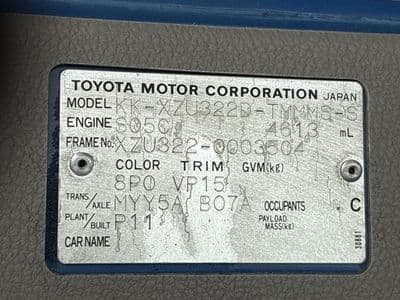 TOYOTA MOTOR CORPORATION JAPAN
MODEL KK-XZU322D-TMMMS-S
ENGINE S05C 4613 mL
FRAME No. XZU322-0003504
COLOR TRIM GVM(kg)
8P0 VP15
TRANS/AXLE MYY5A B07A OCCUPANTS C
PLANT/BUILT P11 PAYLOAD MASS(kg)
CAR NAME